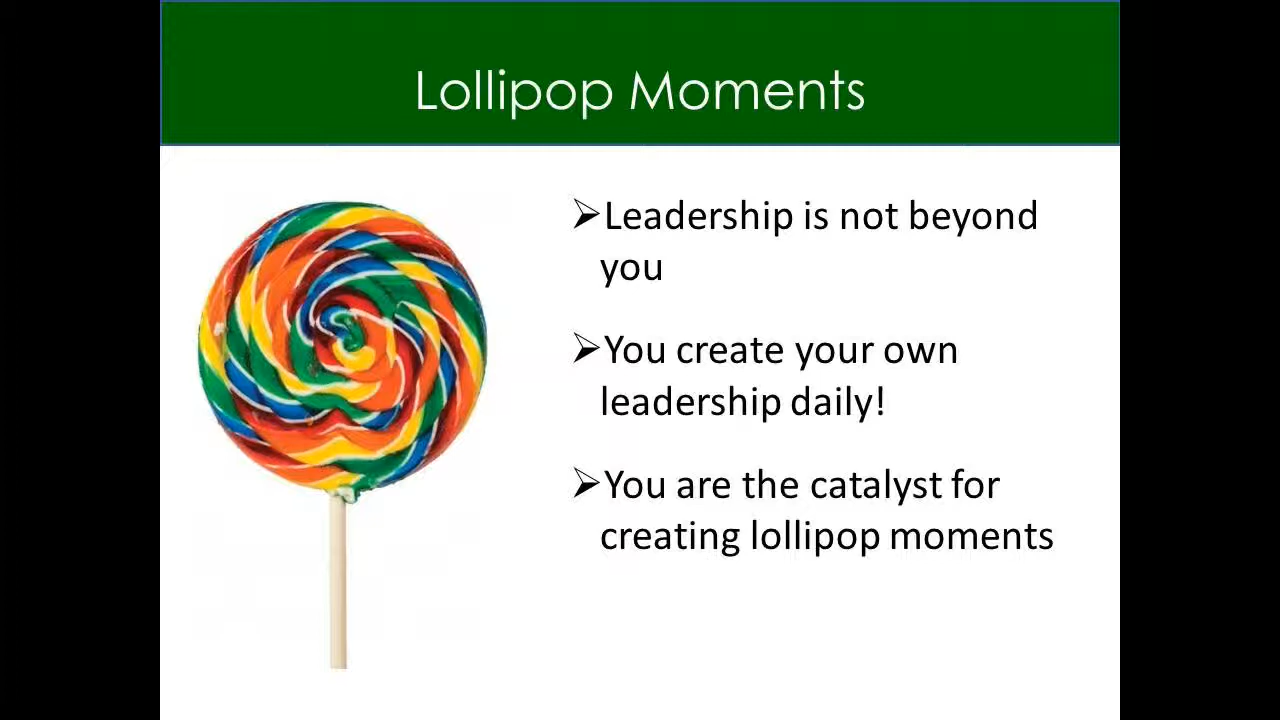 Lollipop Moments
➢Leadership is not beyond
you
➢You create your own
leadership daily!
➢You are the catalyst for
creating lollipop moments